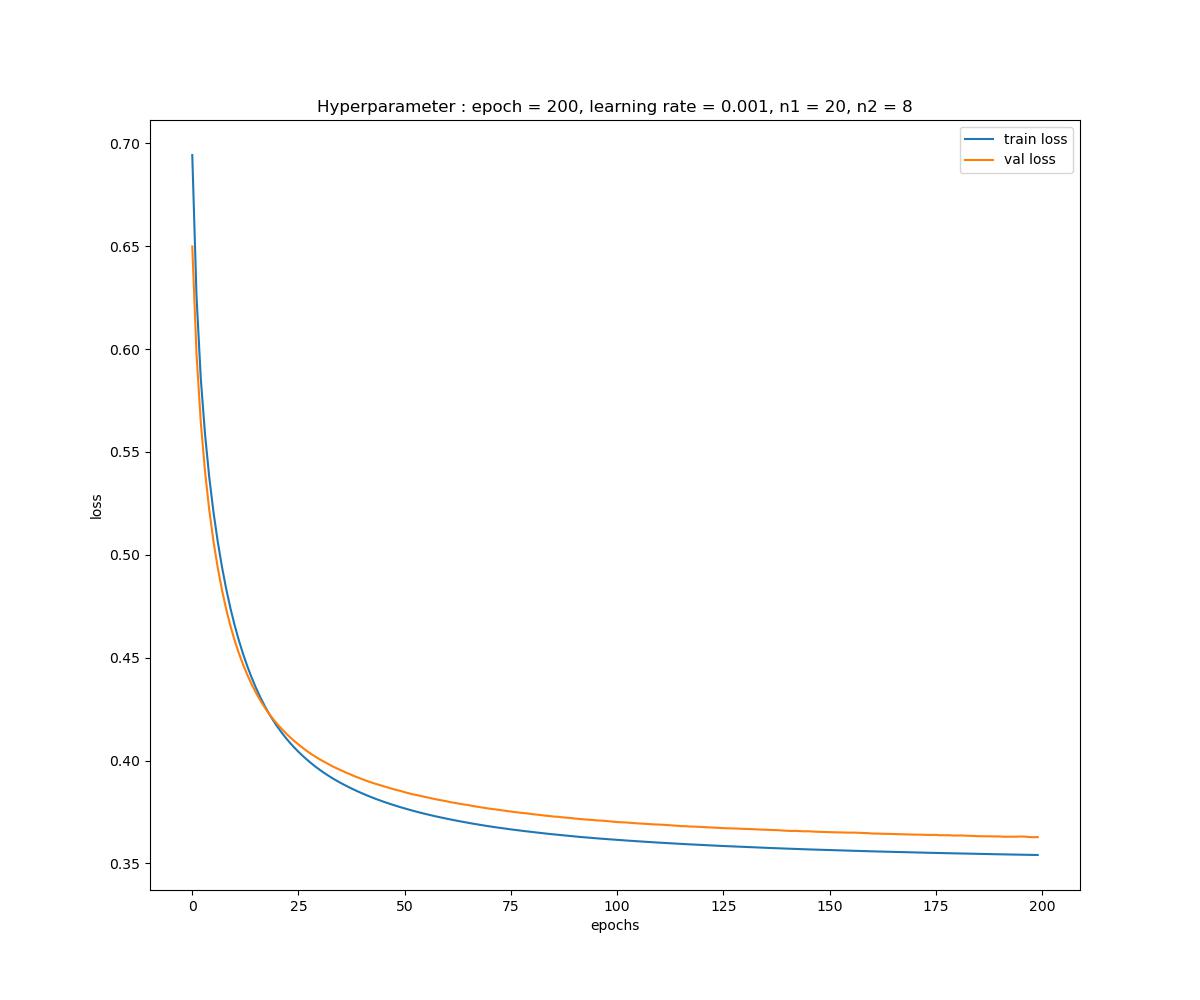 Hyperparameter : epoch = 200, learning rate = 0.001, n1 = 20, n2 = 8
train loss
val loss
0.70
0.65
0.60
0.55
0.50
0.45
0.40
0.35
loss
0 25 50 75 100 125 150 175 200
epochs